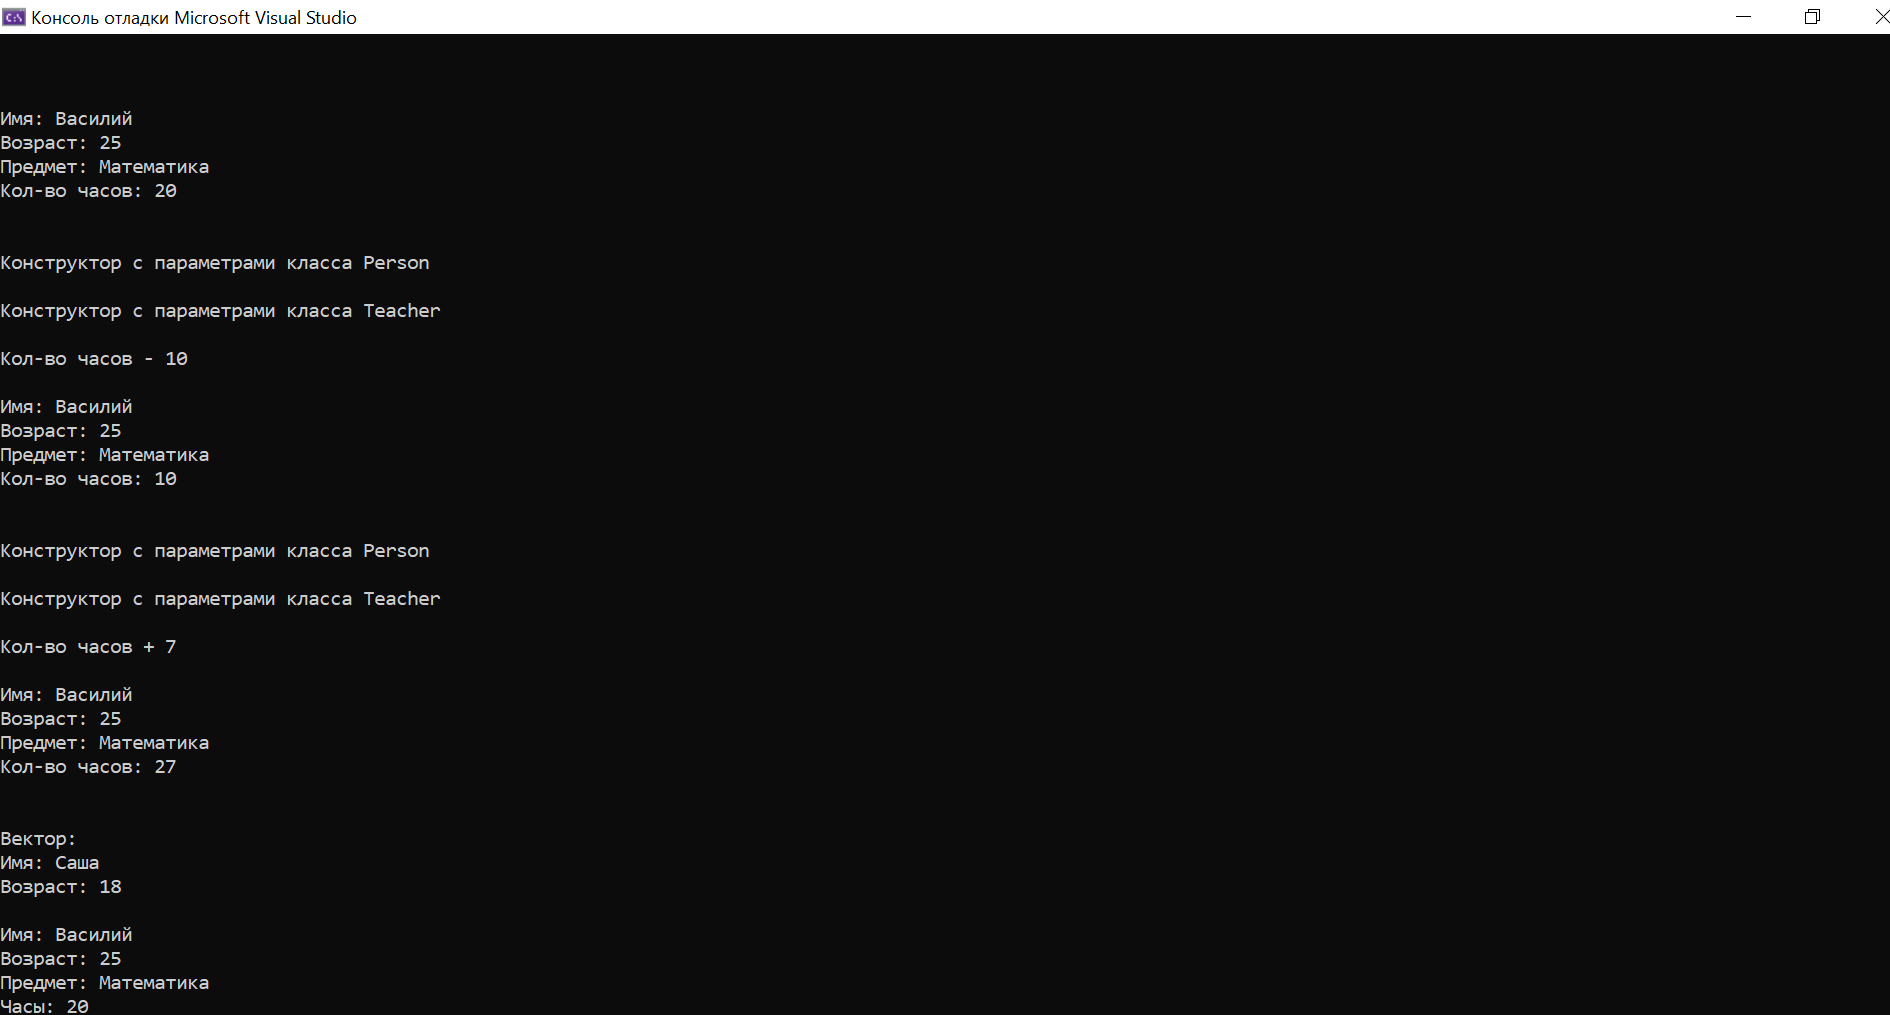 Консоль отладки Microsoft Visual Studio
Имя: Василий
Возраст: 25
Предмет: Математика
Кол-во часов: 20
Конструктор с параметрами класса Person
Конструктор с параметрами класса Teacher
Кол-во часов - 10
Имя: Василий
Возраст: 25
Предмет: Математика
Кол-во часов: 10
Конструктор с параметрами класса Person
Конструктор с параметрами класса Teacher
Кол-во часов + 7
Имя: Василий
Возраст: 25
Предмет: Математика
Кол-во часов: 27
Вектор:
Имя: Саша
Возраст: 18
Имя: Василий
Возраст: 25
Предмет: Математика
Часы: 20